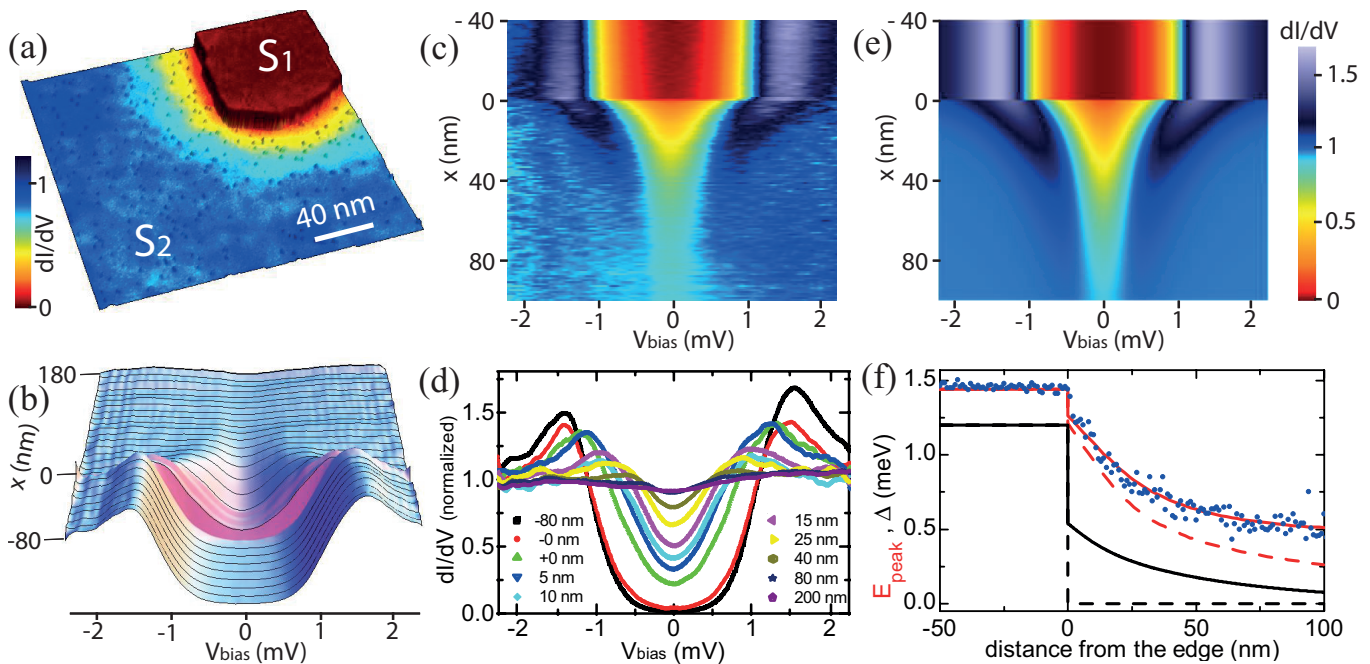 (a)
S1
S2
40 nm
1
0
dI/dV
(c)
- 40
0
40
80
x (nm)
-2
-1
0
1
2
Vbias (mV)
(e)
- 40
0
40
80
x (nm)
-2
-1
0
1
2
Vbias (mV)
dI/dV
1.5
1
0.5
0
(b)
180
0
-80
x (nm)
-2
-1
0
1
2
Vbias (mV)
(d)
1.5
1.0
0.5
0.0
dI/dV (normalized)
-80 nm
-0 nm
+0 nm
5 nm
10 nm
15 nm
25 nm
40 nm
80 nm
200 nm
-2
-1
0
1
2
Vbias (mV)
(f)
1.5
1.0
0.5
0.0
Epeak , Δ (meV)
-50
0
50
100
distance from the edge (nm)